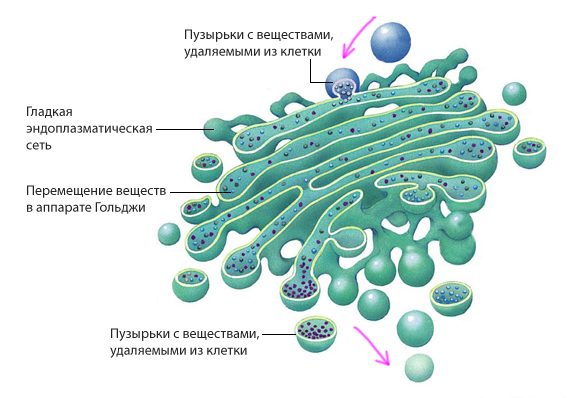 Пузырьки с веществами,
удаляемыми из клетки
Гладкая
эндоплазматическая
сеть
Перемещение веществ
в аппарате Гольджи
Пузырьки с веществами,
удаляемыми из клетки